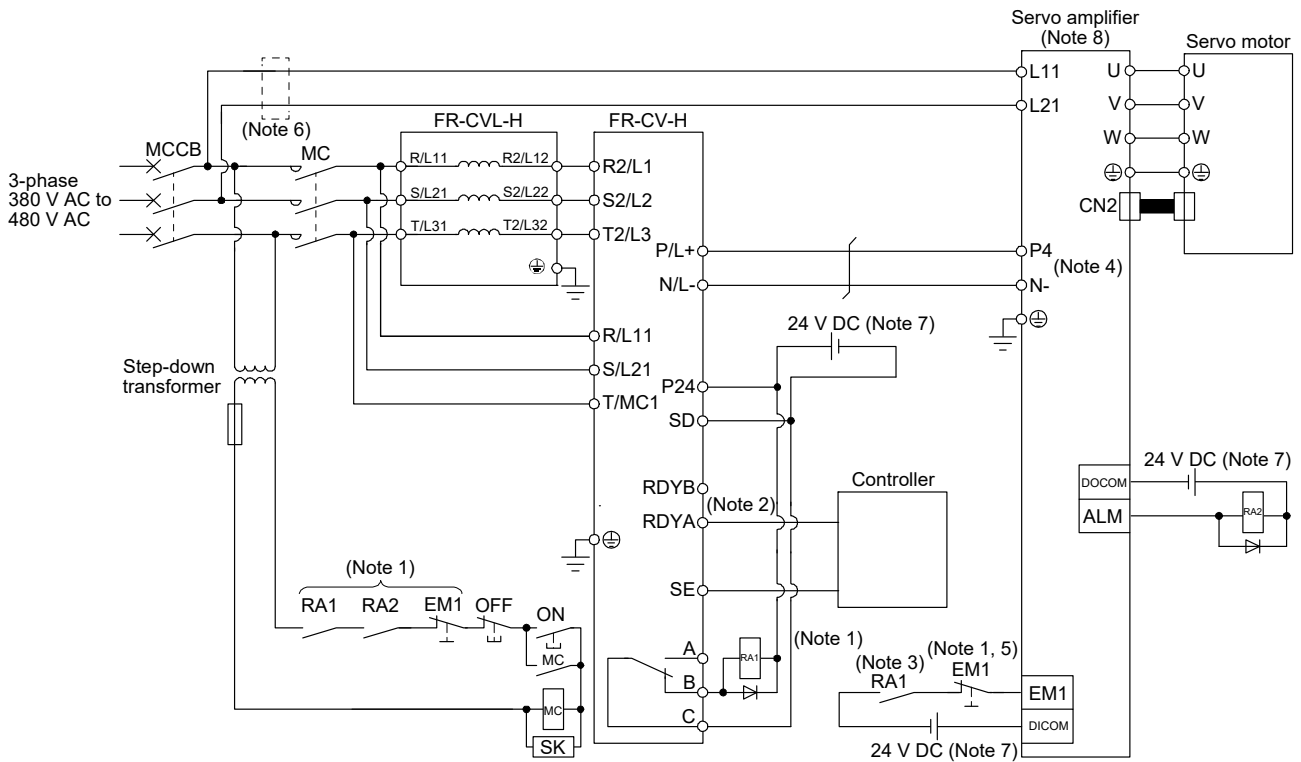 Servo amplifier
(Note 8)
Servo motor
L11
U
U
L21
V
V
W
W
CN2
(Note 6)
FR-CVL-H
FR-CV-H
MCCB
MC
R/L11
R2/L12
R2/L1
3-phase
380 V AC to
480 V AC
S/L21
S2/L22
S2/L2
T/L31
T2/L32
T2/L3
P/L+
P4
(Note 4)
N/L-
N-
24 V DC (Note 7)
R/L11
Step-down
transformer
S/L21
P24
T/MC1
SD
24 V DC (Note 7)
Controller
DOCOM
RDYB
(Note 2)
RA2
RDYA
ALM
(Note 1)
SE
RA1
RA2
EM1
OFF
ON
(Note 1)
MC
A
RA1
(Note 3)
(Note 1, 5)
RA1
EM1
B
EM1
MC
C
DICOM
SK
24 V DC (Note 7)